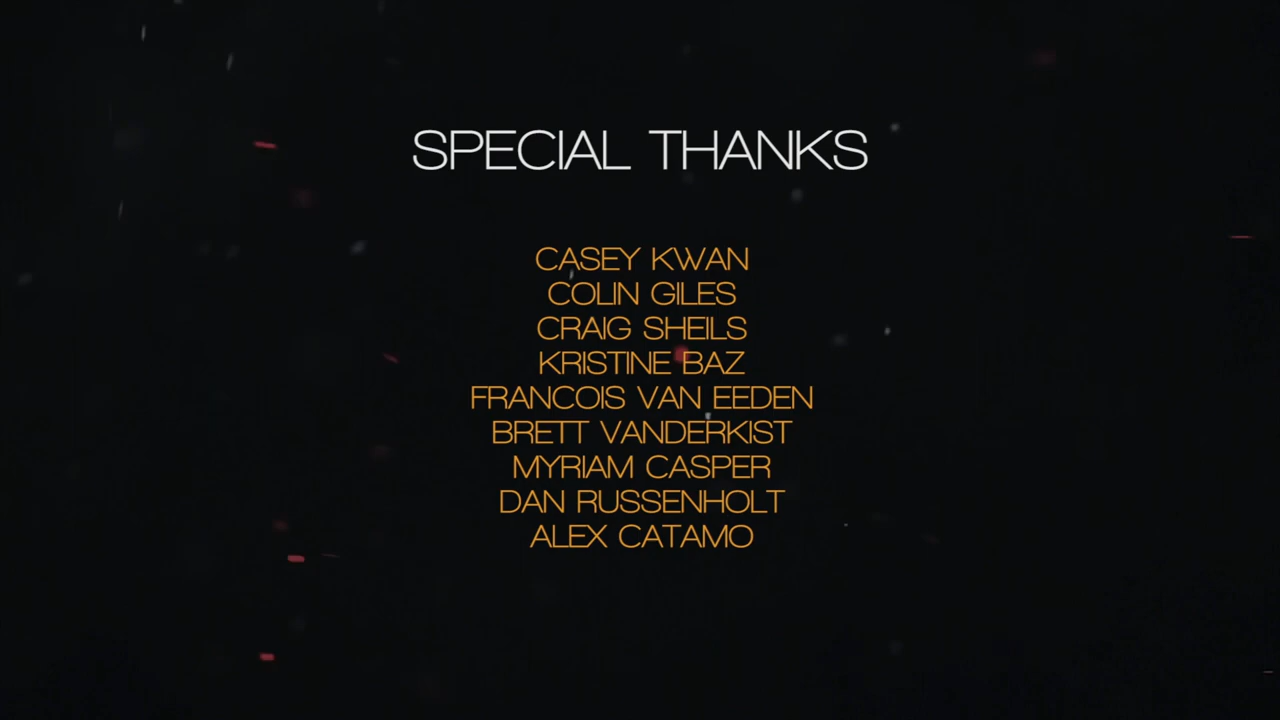 SPECIAL THANKS
CASEY KWAN
COLIN GILES
CRAIG SHEILS
KRISTINE BAZ
FRANCOIS VAN EEDEN
BRETT VANDERKIST
MYRIAM CASPER
DAN RUSSENHOLT
ALEX CATAMO